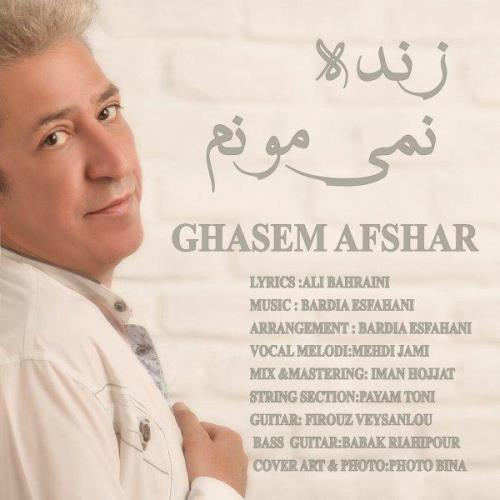 زنده
نمی مونم
GHASEM AFSHAR
LYRICS :ALI BAHRAINI
MUSIC : BARDIA ESFAHANI
ARRANGEMENT : BARDIA ESFAHANI
VOCAL MELODI:MEHDI JAMI
MIX &MASTERING: IMAN HOJJAT
STRING SECTION:PAYAM TONI
GUITAR: FIROUZ VEYSANLOU
BASS GUITAR:BABAK RIAHIPOUR
COVER ART & PHOTO:PHOTO BINA